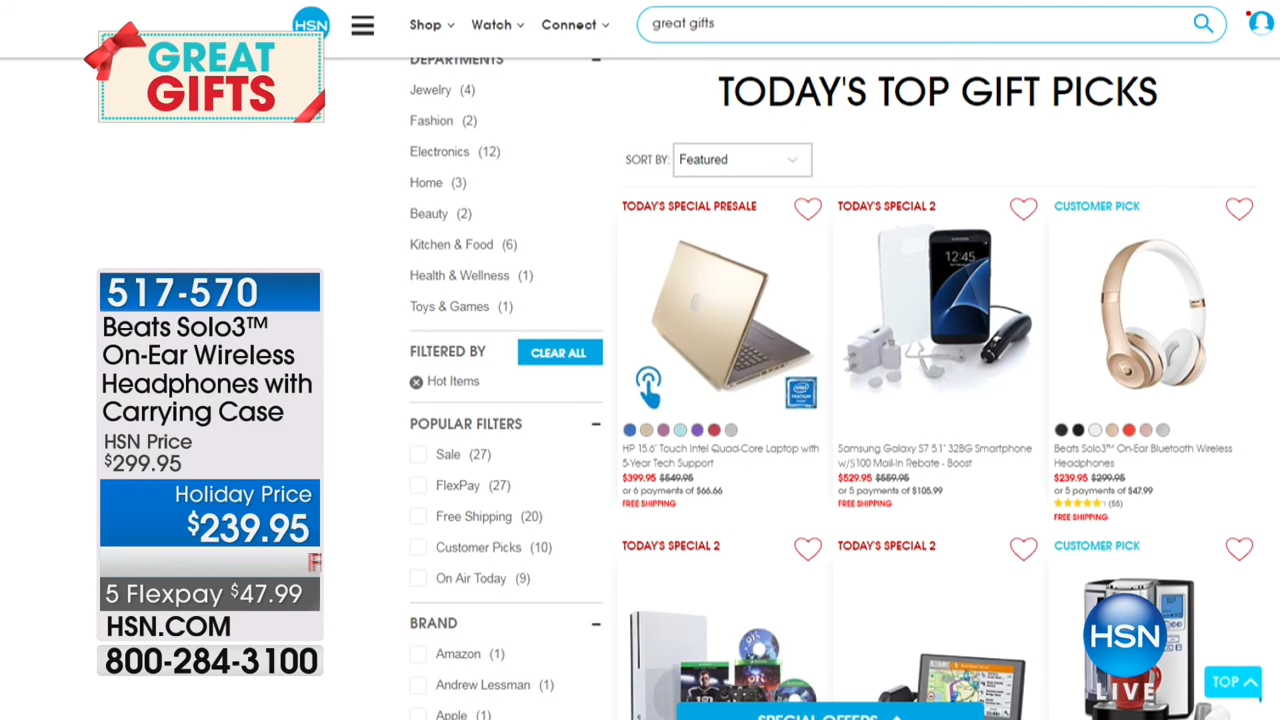 HSN
Shop
Watch
Connect
great gifts
GREAT
GIFTS
517-570
Beats Solo3™
On-Ear Wireless
Headphones with
Carrying Case
HSN Price
$299.95
Holiday Price
$239.95
5 Flexpay $47.99
HSN.COM
800-284-3100
DEPARTMENTS
Jewelry (4)
Fashion (2)
Electronics (12)
Home (3)
Beauty (2)
Kitchen & Food (6)
Health & Wellness (1)
Toys & Games (1)
FILTERED BY
CLEAR ALL
Hot Items
POPULAR FILTERS
Sale (27)
FlexPay (27)
Free Shipping (20)
Customer Picks (10)
On Air Today (9)
BRAND
Amazon (1)
Andrew Lessman (1)
Apple (1)
TODAY'S TOP GIFT PICKS
SORT BY: Featured
TODAY'S SPECIAL PRESALE
HP 15.6" Touch Intel Quad-Core Laptop with
5-Year Tech Support
$399.95 $549.95
or 6 payments of $66.66
FREE SHIPPING
TODAY'S SPECIAL 2
12:45
Samsung Galaxy S7 5.1" 32BG Smartphone
w/$100 Mail-In Rebate - Boost
$529.95 $559.95
or 5 payments of $105.99
FREE SHIPPING
CUSTOMER PICK
Beats Solo3™ On-Ear Bluetooth Wireless
Headphones
$239.95 $299.95
or 5 payments of $47.99
(55)
FREE SHIPPING
TODAY'S SPECIAL 2
TODAY'S SPECIAL 2
CUSTOMER PICK
SPECIAL OFFERS
HSN
LIVE
TOP